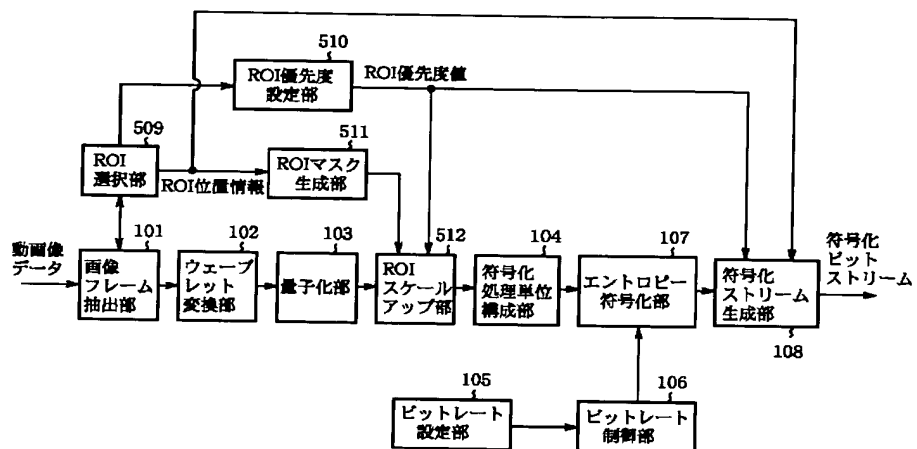 510
ROI優先度
設定部
ROI優先度値
509
ROI
選択部
511
ROIマスク
生成部
ROI位置情報
動画像
データ
101
画像
フレーム
抽出部
102
ウェーブ
レット
変換部
103
量子化部
512
ROI
スケール
アップ部
104
符号化
処理単位
構成部
107
エントロピー
符号化部
符号化
ストリーム
生成部
108
符号化
ビット
ストリーム
105
ビットレート
設定部
106
ビットレート
制御部